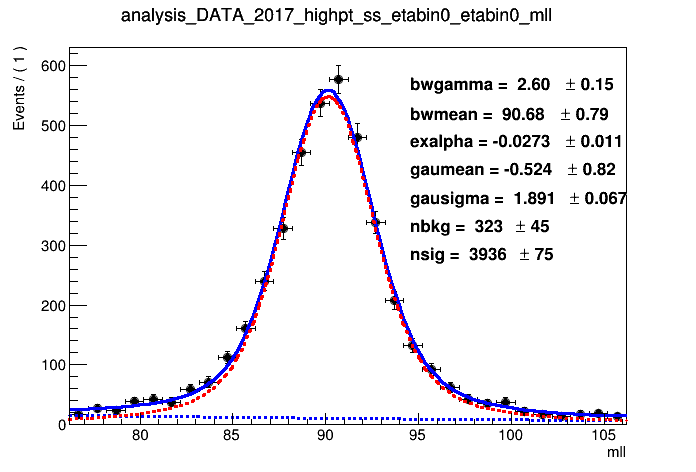 analysis_DATA_2017_highpt_ss_etabin0_etabin0_mll
Events / ( 1 )
600
500
400
300
200
100
0
bwgamma = 2.60 ± 0.15
bwmean = 90.68 ± 0.79
exalpha = -0.0273 ± 0.011
gaumean = -0.524 ± 0.82
gausigma = 1.891 ± 0.067
nbkg = 323 ± 45
nsig = 3936 ± 75
80 85 90 95 100 105
mll